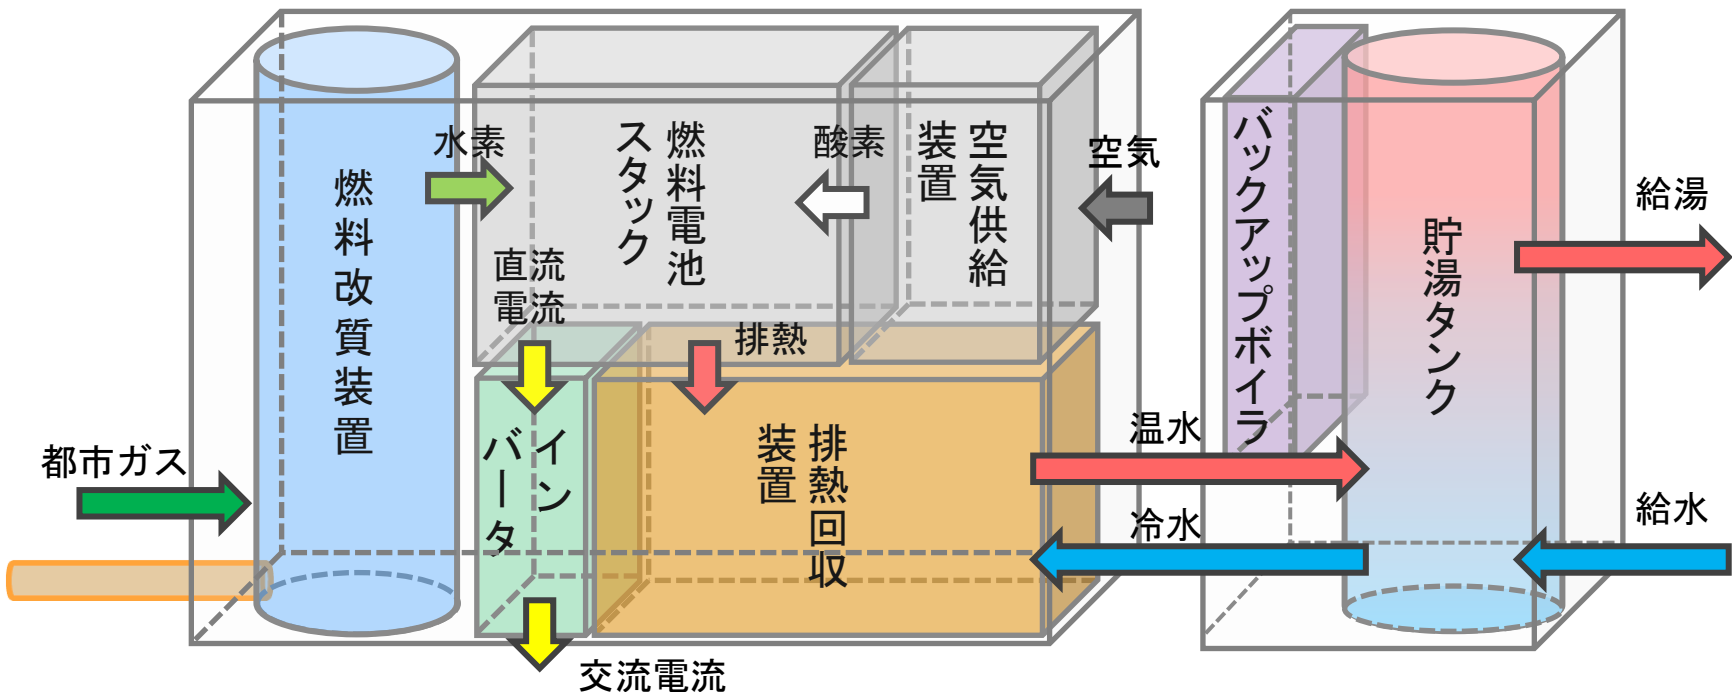 水素
燃料電池
スタック
酸素
空気供給
装置
空気
燃料改質装置
直流
電流
排熱
バックアップボイラ
貯湯タンク
給湯
都市ガス
イン
バータ
排熱回収
装置
温水
冷水
給水
交流電流